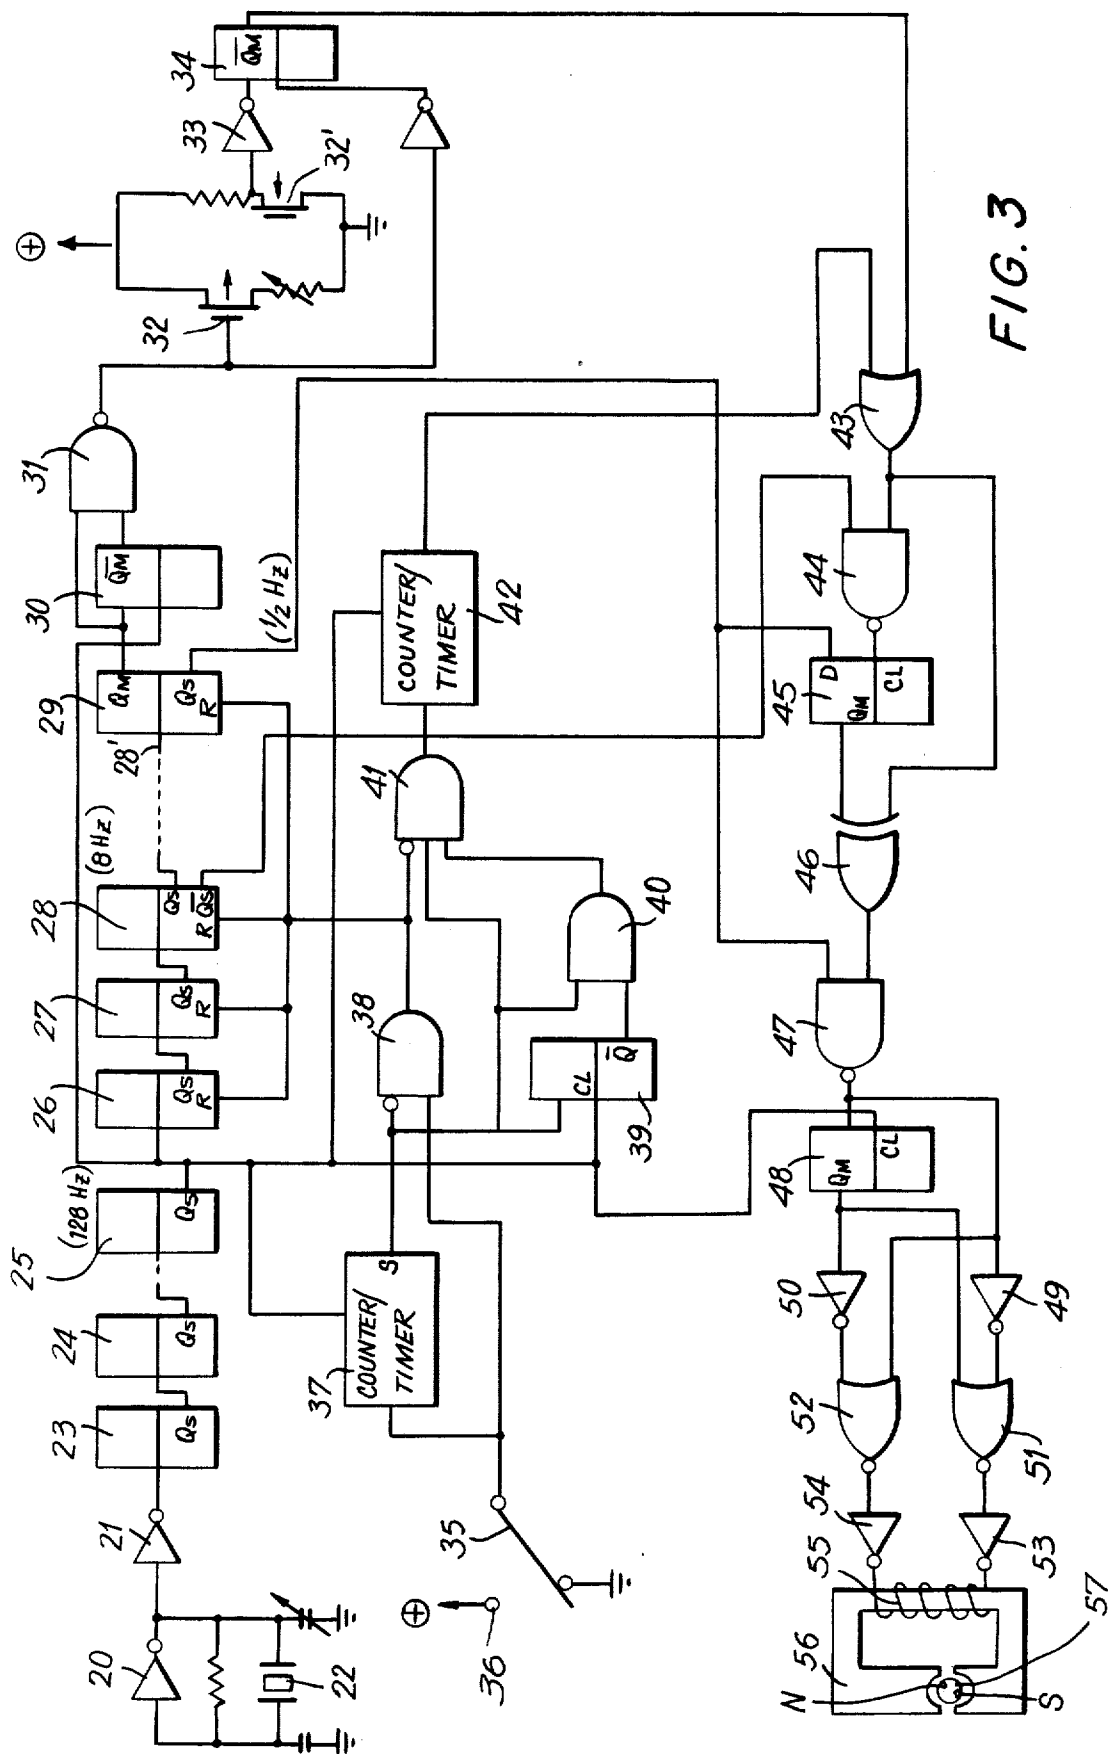 FIG. 3
20
21
22
23
Qs
24
Qs
25
(128 Hz)
Qs
26
Qs
R
27
Qs
R
28
(8 Hz)
Qs
Q̅s
R
28'
29
QM
Qs
R
(1/2 Hz)
30
Q̅M
31
32
⊕
32'
33
34
Q̅M
35
36
⊕
37
COUNTER/
TIMER
S
38
39
CL
Q̅
40
41
42
COUNTER/
TIMER
43
44
45
D
QM
CL
46
47
48
QM
CL
49
50
51
52
53
54
55
56
57
N
S